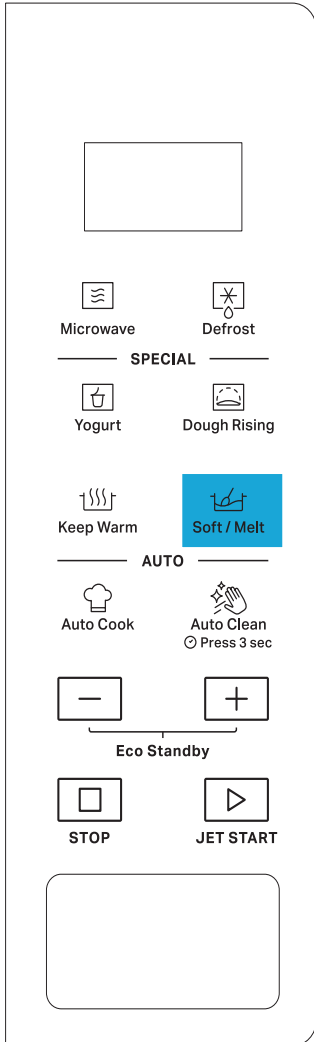 Microwave Defrost
SPECIAL
Yogurt Dough Rising
Keep Warm Soft / Melt
AUTO
Auto Cook Auto Clean
Press 3 sec
Eco Standby
STOP JET START